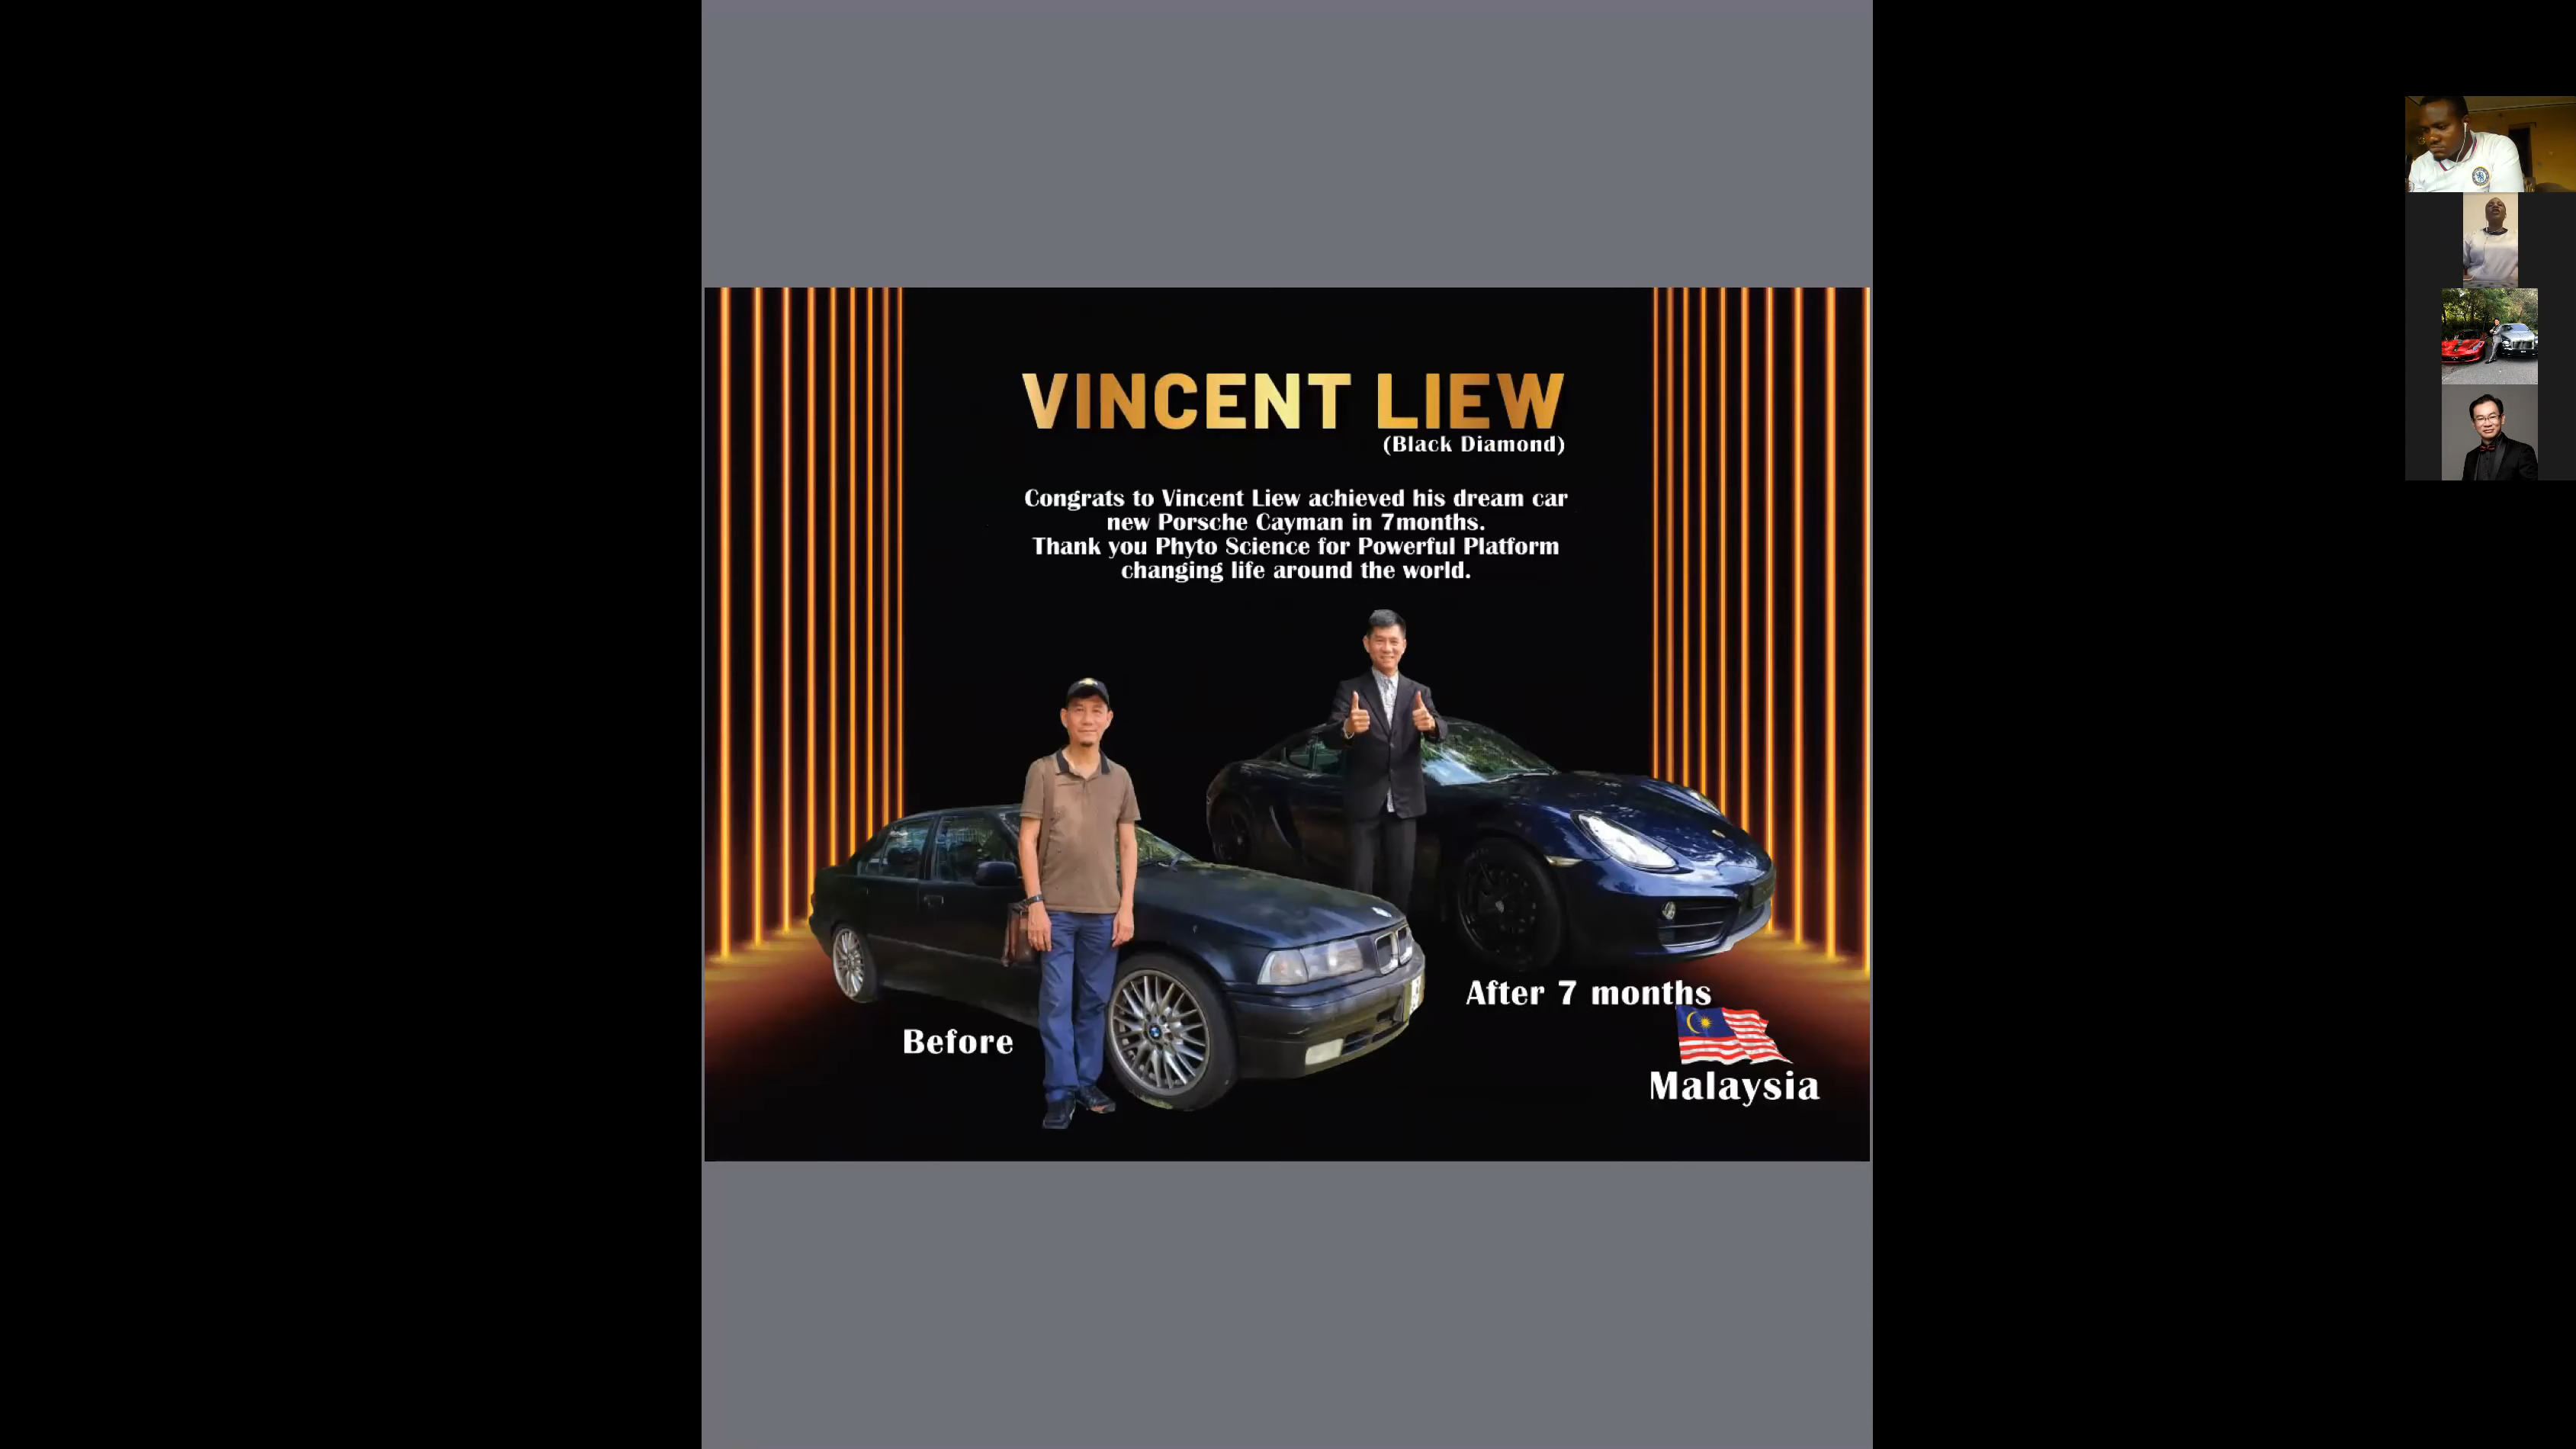 VINCENT LIEW
(Black Diamond)
Congrats to Vincent Liew achieved his dream car
new Porsche Cayman in 7months.
Thank you Phyto Science for Powerful Platform
changing life around the world.
After 7 months
Before
Malaysia